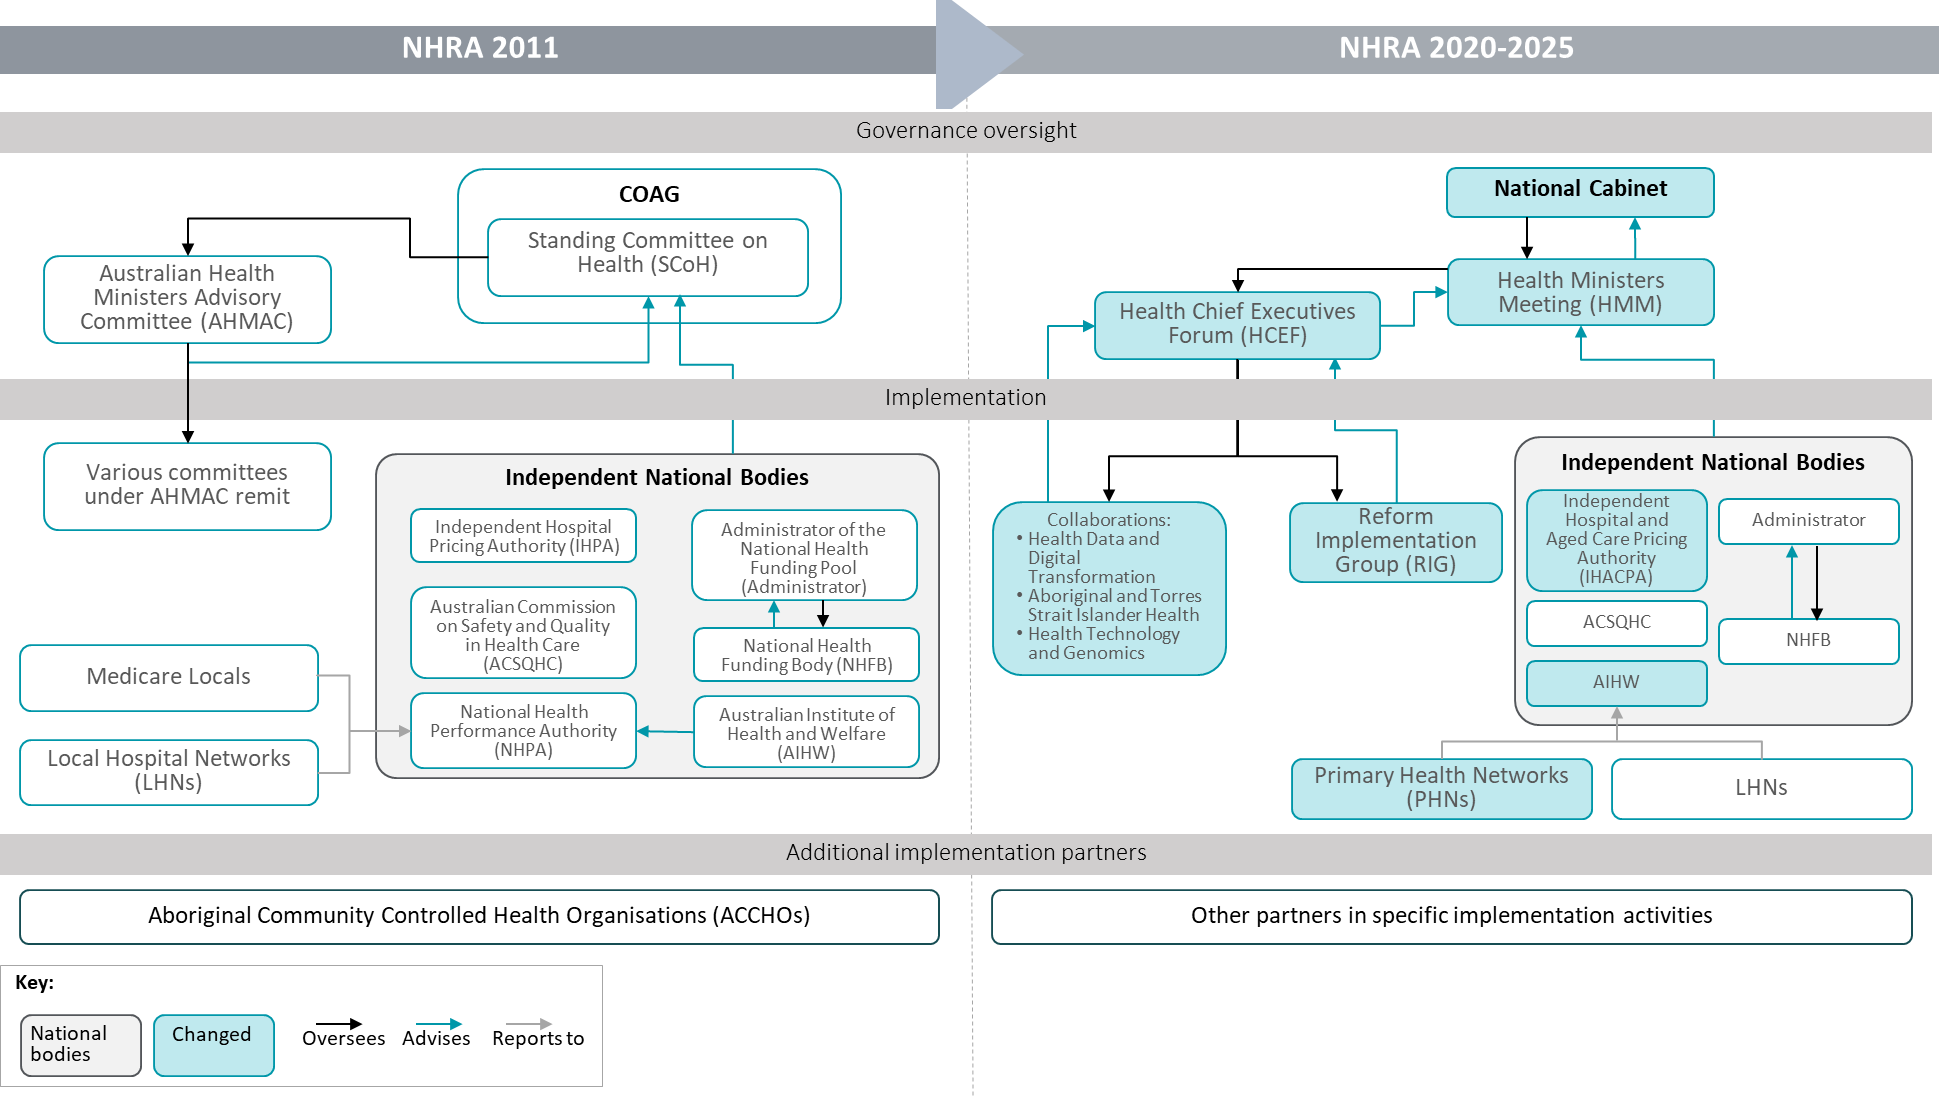 NHRA 2011
NHRA 2020-2025
Governance oversight
COAG
Standing Committee on
Health (SCoH)
Australian Health
Ministers Advisory
Committee (AHMAC)
National Cabinet
Health Ministers
Meeting (HMM)
Health Chief Executives
Forum (HCEF)
Implementation
Various committees
under AHMAC remit
Independent National Bodies
Independent Hospital
Pricing Authority (IHPA)
Administrator of the
National Health
Funding Pool
(Administrator)
Australian Commission
on Safety and Quality
in Health Care
(ACSQHC)
National Health
Funding Body (NHFB)
National Health
Performance Authority
(NHPA)
Australian Institute of
Health and Welfare
(AIHW)
Medicare Locals
Local Hospital Networks
(LHNs)
Collaborations:
• Health Data and
Digital
Transformation
• Aboriginal and Torres
Strait Islander Health
• Health Technology
and Genomics
Reform
Implementation
Group (RIG)
Independent National Bodies
Independent
Hospital and
Aged Care Pricing
Authority
(IHACPA)
Administrator
ACSQHC
NHFB
AIHW
Primary Health Networks
(PHNs)
LHNs
Additional implementation partners
Aboriginal Community Controlled Health Organisations (ACCHOs)
Other partners in specific implementation activities
Key:
National
bodies
Changed
Oversees
Advises
Reports to